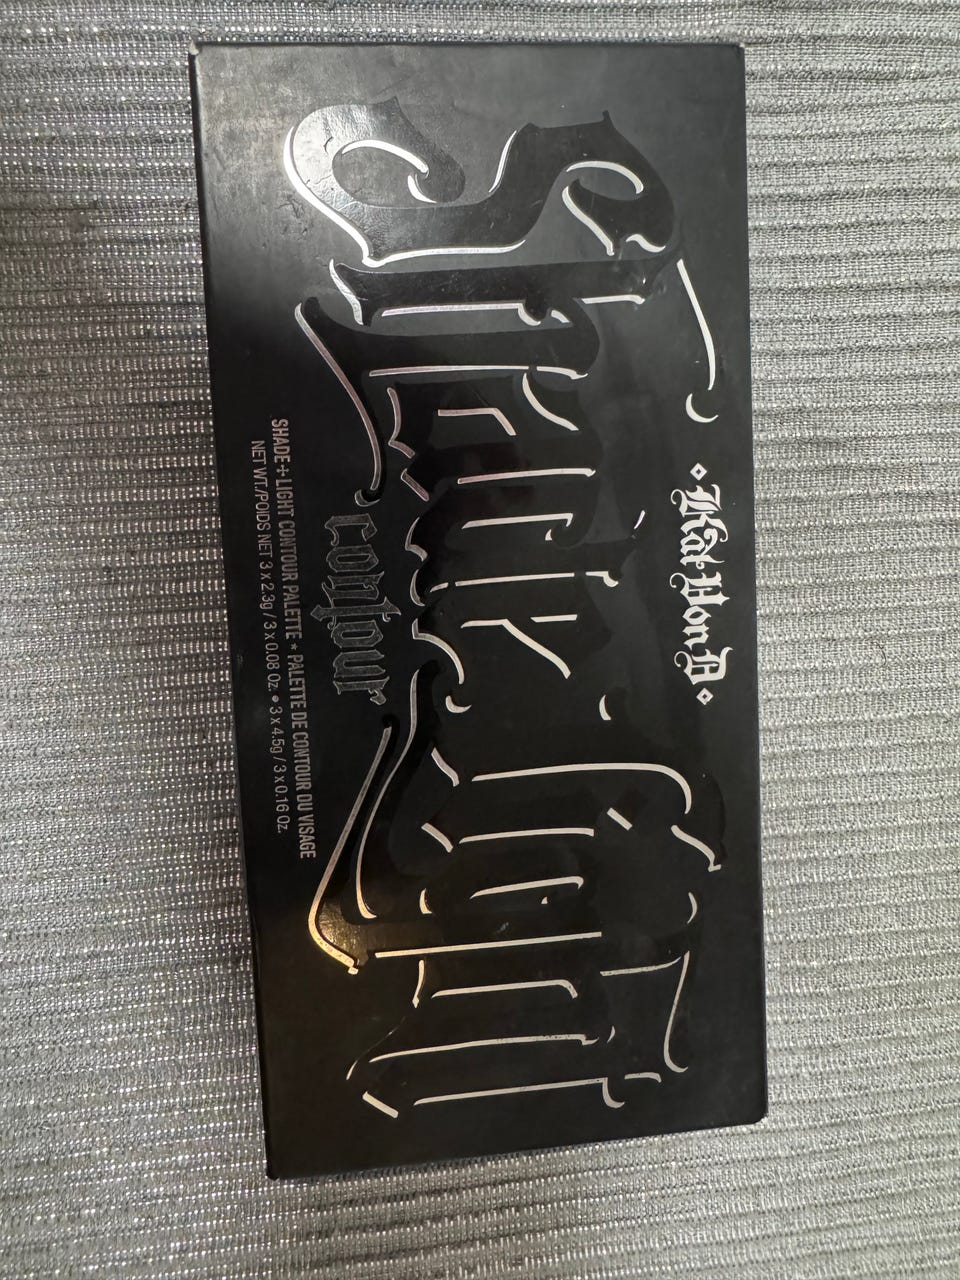 Kat Von D
Shade + Light
contour
SHADE + LIGHT CONTOUR PALETTE * PALETTE DE CONTOUR DU VISAGE
NET WT./POIDS NET 3 x 2.3g / 3 x 0.08 Oz. • 3 x 4.5g / 3 x 0.16 Oz.